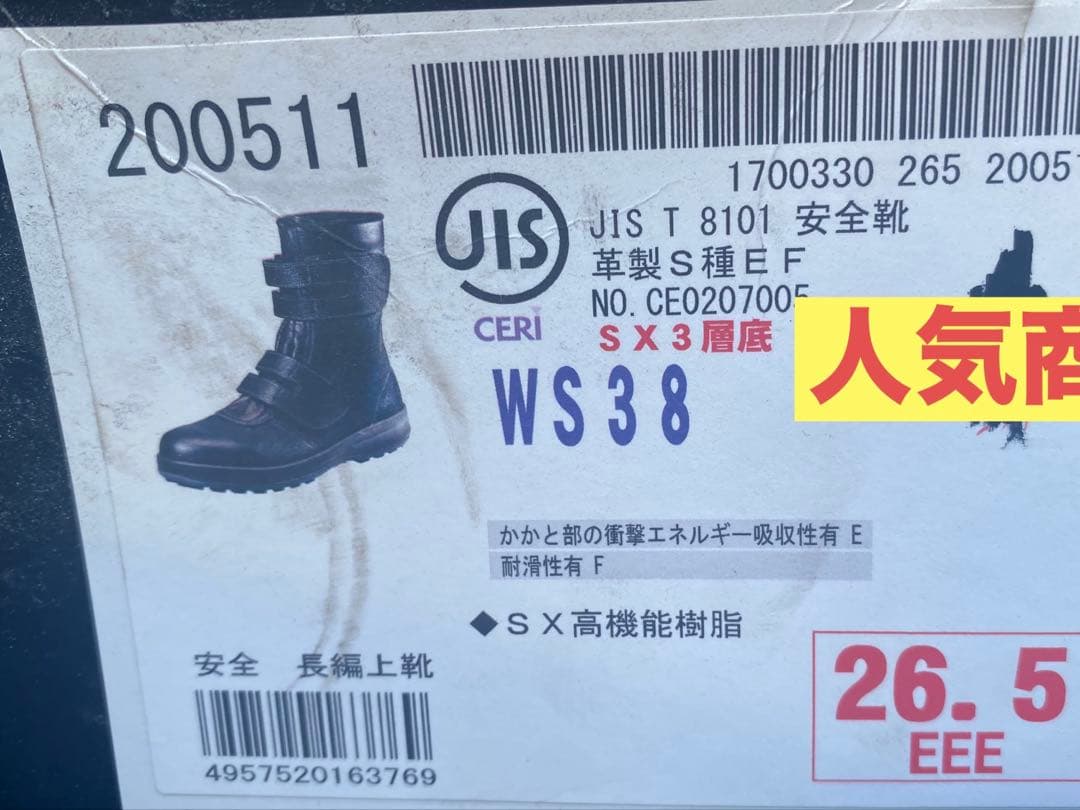 200511
1700330 265 2005
JIS
JIS T 8101 安全靴
革製S種EF
NO.CE0207005
CERI
SX3層底
人気商
WS38
かかと部の衝撃エネルギー吸収性有 E
耐滑性有 F
◆SX高機能樹脂
安全 長編上靴
4957520163769
26.5
EEE